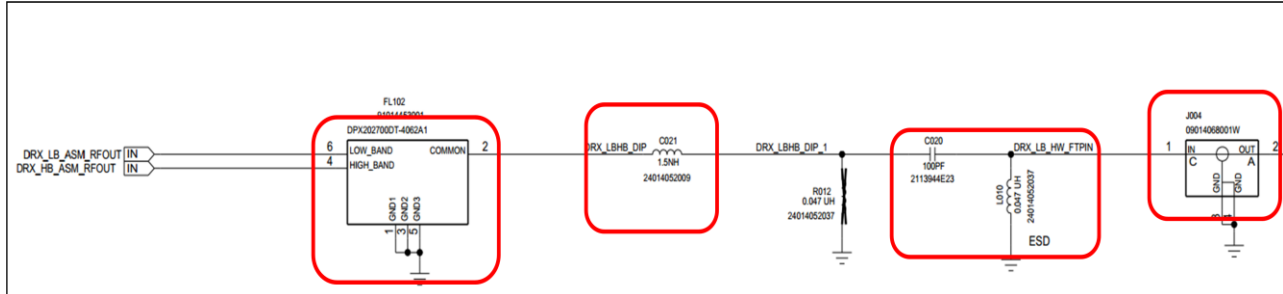 FL102
DPX202700DT-4062A1
DRX_LB_ASM_RFOUT IN
DRX_HB_ASM_RFOUT IN
6 LOW_BAND COMMON 2
4 HIGH_BAND
GND1
GND2
GND3
1
3
5
DRX_LBHB_DIP
C021
1.5NH
24014052009
DRX_LBHB_DIP_1
R012
0.047 UH
24014052037
C020
100PF
2113944E23
DRX_LB_HW_FTPIN
L010
0.047 UH
24014052037
ESD
J004
09014068001W
1 IN OUT 2
C A
GND
GND